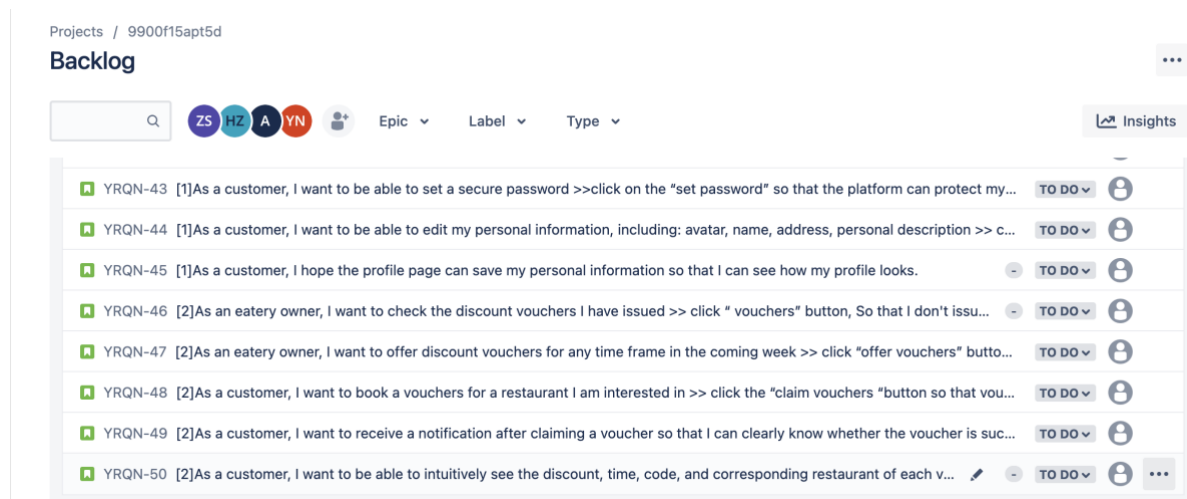 Projects / 9900f15apt5d
Backlog
ZS HZ A YN Epic Label Type Insights
YRQN-43 [1]As a customer, I want to be able to set a secure password >>click on the “set password” so that the platform can protect my... TO DO
YRQN-44 [1]As a customer, I want to be able to edit my personal information, including: avatar, name, address, personal description >> c... TO DO
YRQN-45 [1]As a customer, I hope the profile page can save my personal information so that I can see how my profile looks. - TO DO
YRQN-46 [2]As an eatery owner, I want to check the discount vouchers I have issued >> click “ vouchers” button, So that I don't issu... - TO DO
YRQN-47 [2]As an eatery owner, I want to offer discount vouchers for any time frame in the coming week >> click “offer vouchers” butto... TO DO
YRQN-48 [2]As a customer, I want to book a vouchers for a restaurant I am interested in >> click the “claim vouchers “button so that vou... TO DO
YRQN-49 [2]As a customer, I want to receive a notification after claiming a voucher so that I can clearly know whether the voucher is suc... TO DO
YRQN-50 [2]As a customer, I want to be able to intuitively see the discount, time, code, and corresponding restaurant of each v... - TO DO